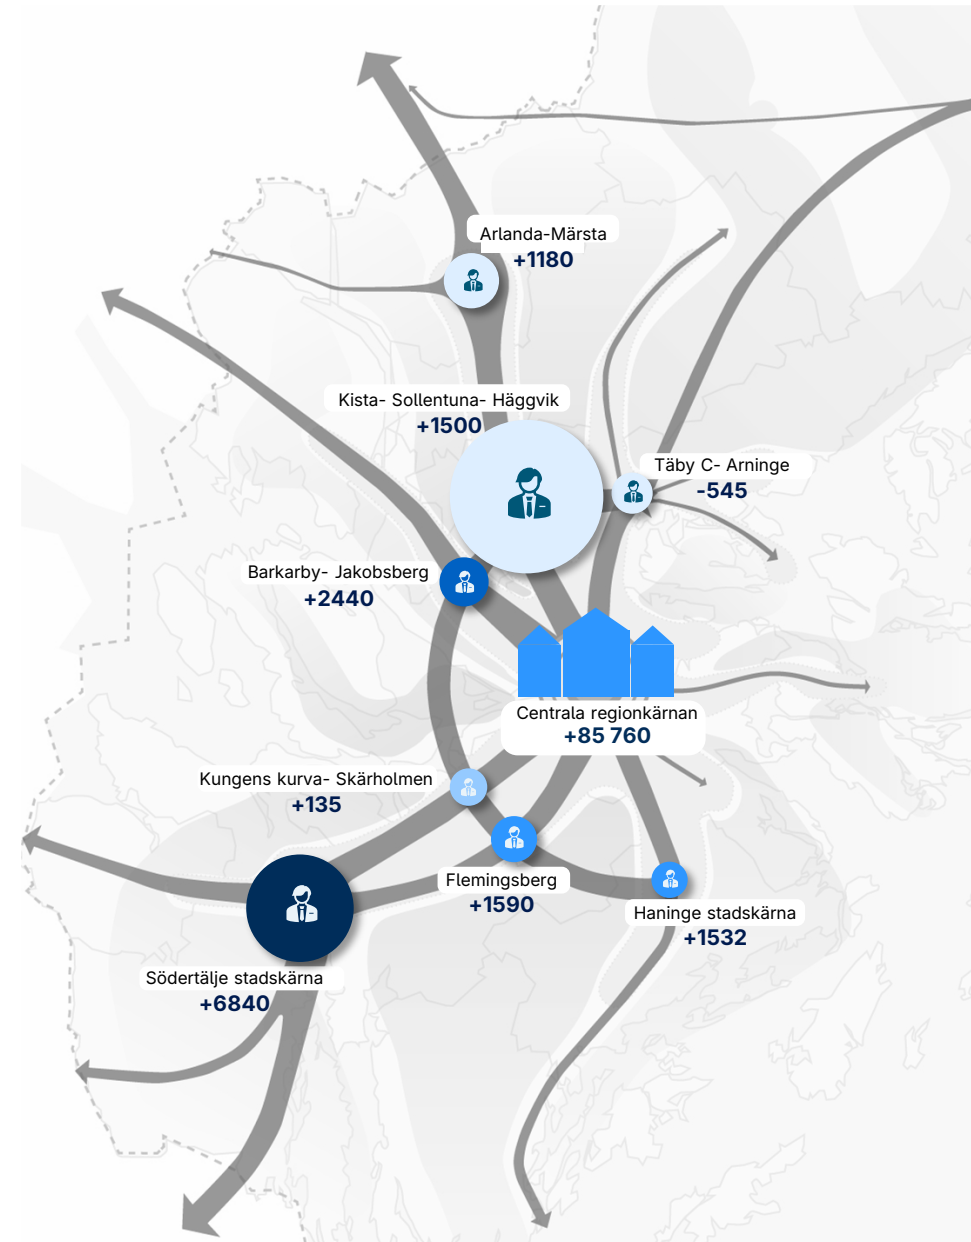 Arlanda-Märsta
+1180
Kista- Sollentuna- Häggvik
+1500
Täby C- Arninge
-545
Barkarby- Jakobsberg
+2440
Centrala regionkärnan
+85 760
Kungens kurva- Skärholmen
+135
Flemingsberg
+1590
Haninge stadskärna
+1532
Södertälje stadskärna
+6840